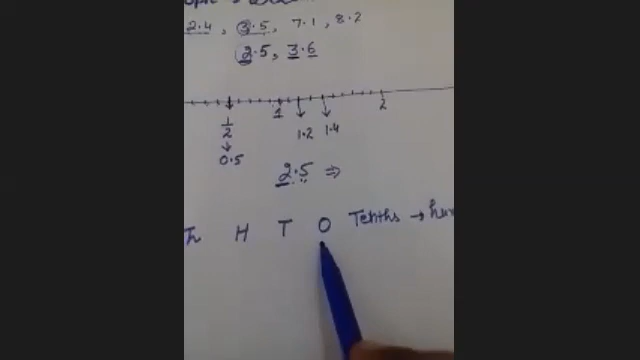 2.4, 3.5, 7.1, 8.2
2.5, 3.6
1 2
1/2 1.2 1.4
0.5
2.5 ⇒
Th H T O Tenths →